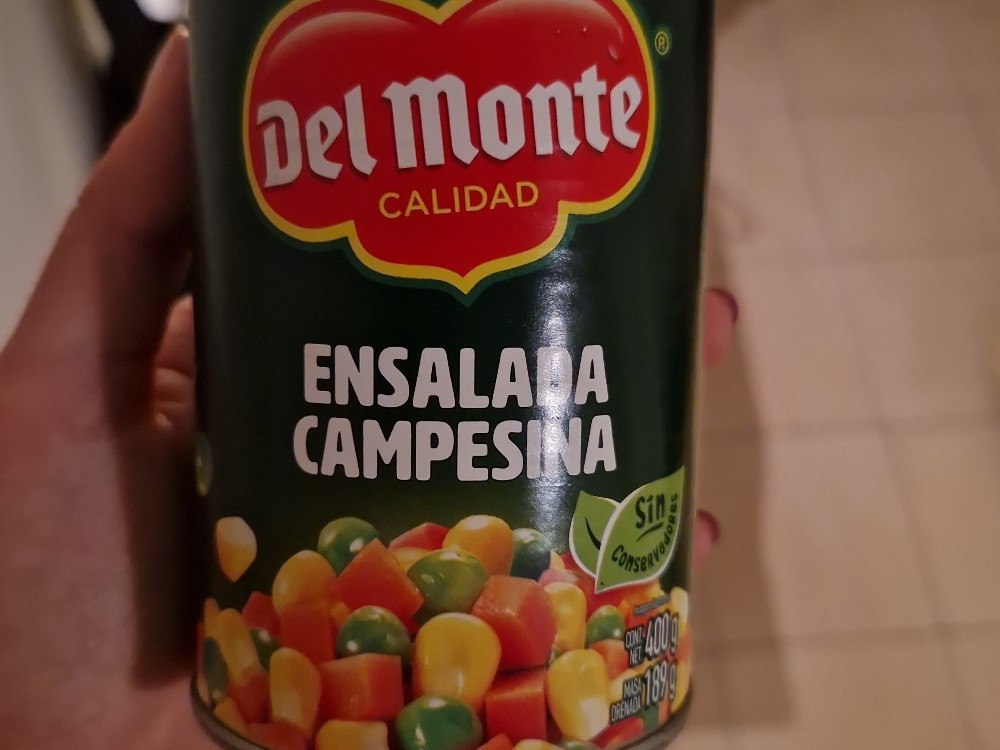 Del Monte
®
CALIDAD
ENSALADA
CAMPESINA
Sin
Conservadores
CONT.
NET. 400 g
MASA
DRENADA 189 g